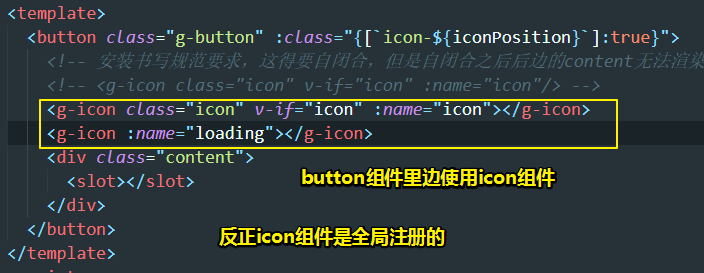 <template>
<button class="g-button" :class="{[`icon-${iconPosition}`]:true}">
<!-- 安装书写规范要求，这得要自闭合，但是自闭合之后后边的content无法渲染
<!-- <g-icon class="icon" v-if="icon" :name="icon"/> -->
<g-icon class="icon" v-if="icon" :name="icon"></g-icon>
<g-icon :name="loading"></g-icon>
<div class="content">
<slot></slot>
</div>
button组件里边使用icon组件
</button>
反正icon组件是全局注册的
</template>